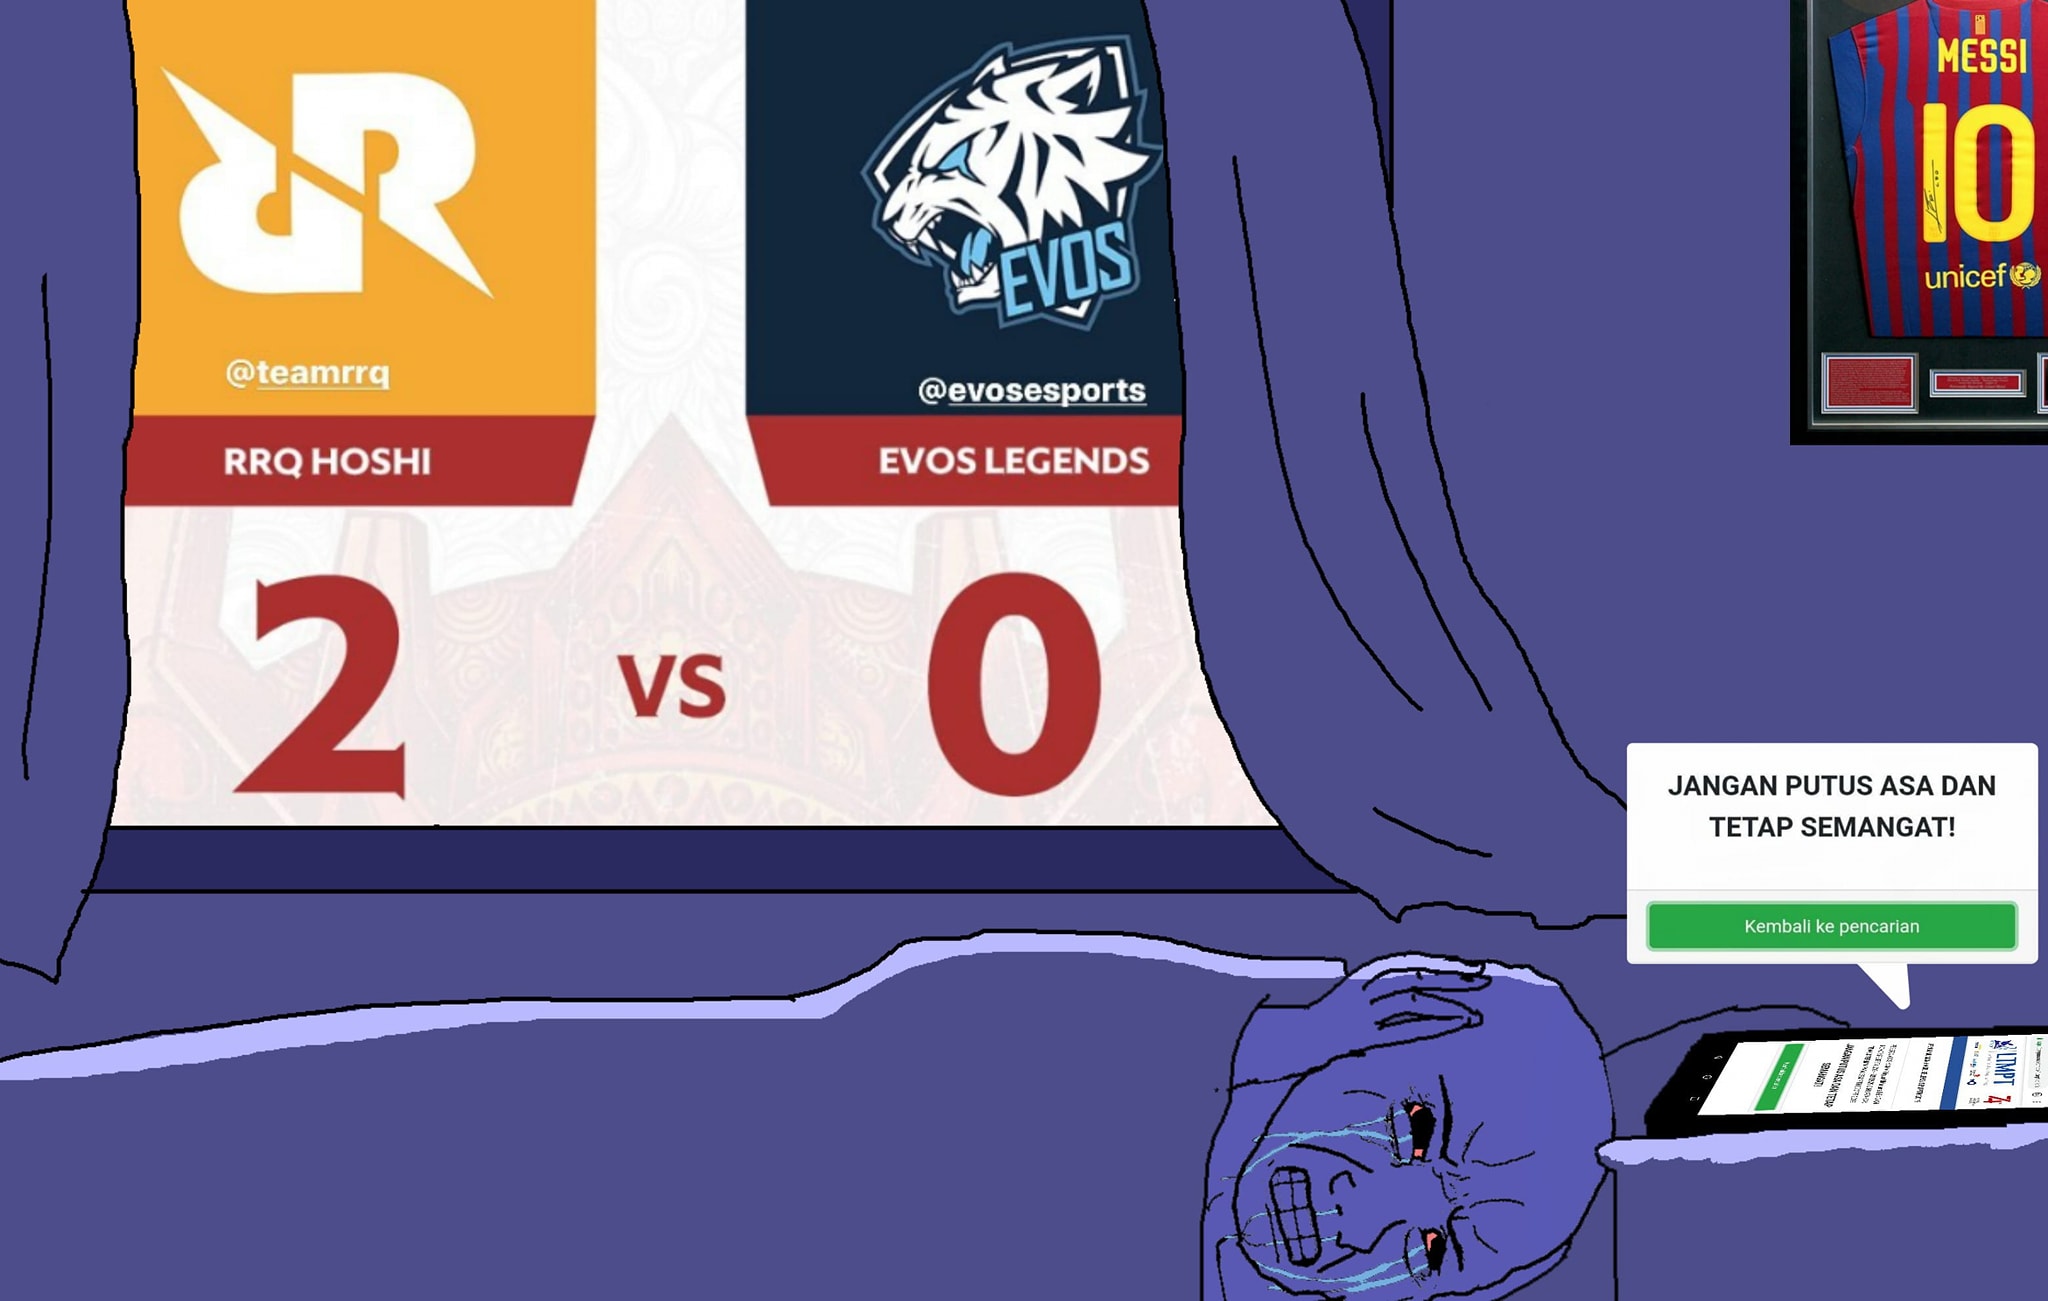 MESSI
10
unicef
EVOS
@teamrrq
@evosesports
RRQ HOSHI
EVOS LEGENDS
2
VS
0
JANGAN PUTUS ASA DAN
TETAP SEMANGAT!
Kembali ke pencarian
LTMPT